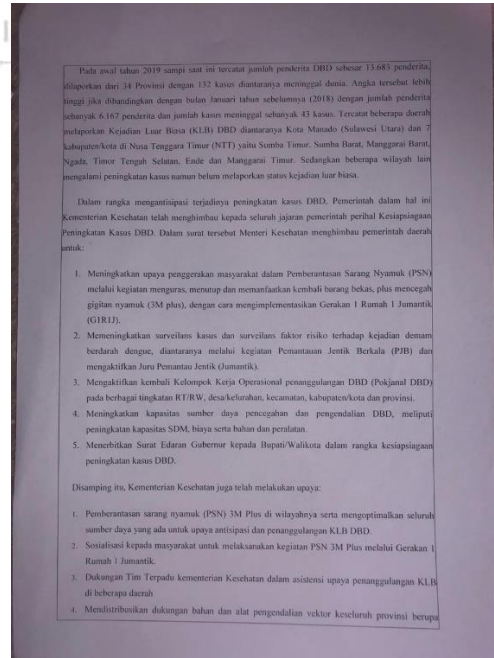 Pada awal tahun 2019 sampai saat ini tercatat jumlah penderita DBD sebesar 13.683 penderita,
dilaporkan dari 34 Provinsi dengan 132 kasus diantaranya meninggal dunia. Angka tersebut lebih
tinggi jika dibandingkan dengan bulan Januari tahun sebelumnya (2018) dengan jumlah penderita
sebanyak 6.167 penderita dan jumlah kasus meninggal sebanyak 43 kasus. Tercatat beberapa daerah
melaporkan Kejadian Luar Biasa (KLB) DBD diantaranya Kota Manado (Sulawesi Utara) dan 7
kabupaten/kota di Nusa Tenggara Timur (NTT) yaitu Sumba Timur, Sumba Barat, Manggarai Barat,
Ngada, Timor Tengah Selatan, Ende dan Manggarai Timur. Sedangkan beberapa wilayah lain
mengalami peningkatan kasus namun belum melaporkan status kejadian luar biasa.
Dalam rangka mengantisipasi terjadinya peningkatan kasus DBD, Pemerintah dalam hal ini
Kementerian Kesehatan telah menghimbau kepada seluruh jajaran pemerintah perihal Kesiapsiagaan
Peningkatan Kasus DBD. Dalam surat tersebut Menteri Kesehatan menghimbau pemerintah daerah
untuk:
1. Meningkatkan upaya penggerakan masyarakat dalam Pemberantasan Sarang Nyamuk (PSN)
melalui kegiatan menguras, menutup dan memanfaatkan kembali barang bekas, plus mencegah
gigitan nyamuk (3M plus), dengan cara mengimplementasikan Gerakan 1 Rumah 1 Jumantik
(G1R1J).
2. Memeningkatkan surveilans kasus dan surveilans faktor risiko terhadap kejadian demam
berdarah dengue, diantaranya melalui kegiatan Pemantauan Jentik Berkala (PJB) dan
mengaktifkan Juru Pemantau Jentik (Jumantik).
3. Mengaktifkan kembali Kelompok Kerja Operasional penanggulangan DBD (Pokjanal DBD)
pada berbagai tingkatan RT/RW, desa/kelurahan, kecamatan, kabupaten/kota dan provinsi.
4. Meningkatkan kapasitas sumber daya pencegahan dan pengendalian DBD, meliputi
peningkatan kapasitas SDM, biaya serta bahan dan peralatan.
5. Menerbitkan Surat Edaran Gubernur kepada Bupati/Walikota dalam rangka kesiapsiagaan
peningkatan kasus DBD.
Disamping itu, Kementerian Kesehatan juga telah melakukan upaya:
1. Pemberantasan sarang nyamuk (PSN) 3M Plus di wilayahnya serta mengoptimalkan seluruh
sumber daya yang ada untuk upaya antisipasi dan penanggulangan KLB DBD.
2. Sosialisasi kepada masyarakat untuk melaksanakan kegiatan PSN 3M Plus melalui Gerakan 1
Rumah 1 Jumantik.
3. Dukungan Tim Terpadu kementerian Kesehatan dalam asistensi upaya penanggulangan KLB
di beberapa daerah
4. Mendistribusikan dukungan bahan dan alat pengendalian vektor keseluruh provinsi berupa